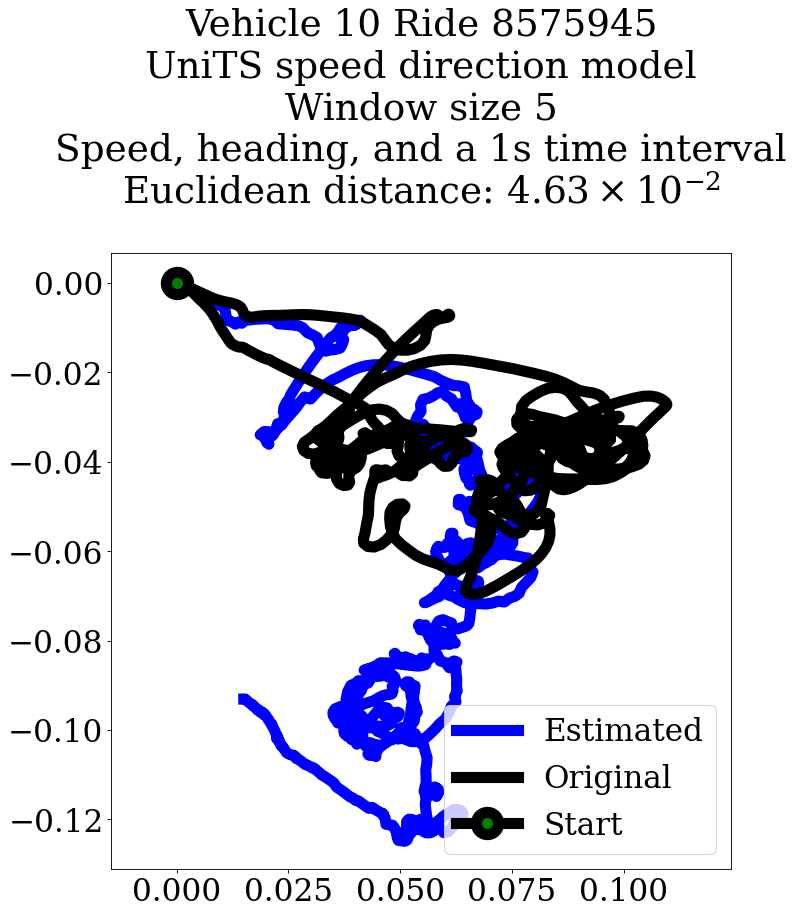 Vehicle 10 Ride 8575945
UniTS speed direction model
Window size 5
Speed, heading, and a 1s time interval
Euclidean distance: 4.63 × 10⁻²
0.00
−0.02
−0.04
−0.06
−0.08
−0.10
−0.12
Estimated
Original
Start
0.000 0.025 0.050 0.075 0.100